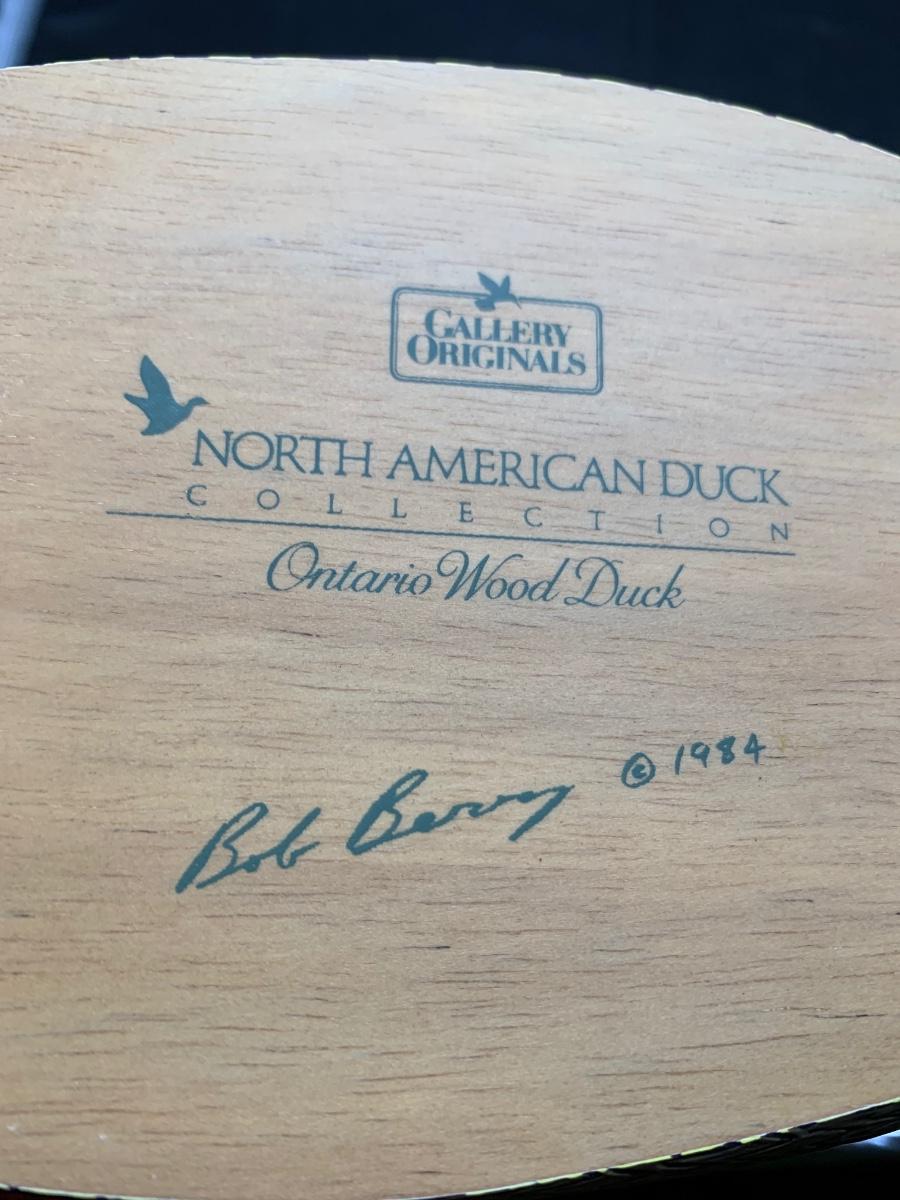 GALLERY
ORIGINALS
NORTH AMERICAN DUCK
COLLECTION
Ontario Wood Duck
Bob Berry © 1984